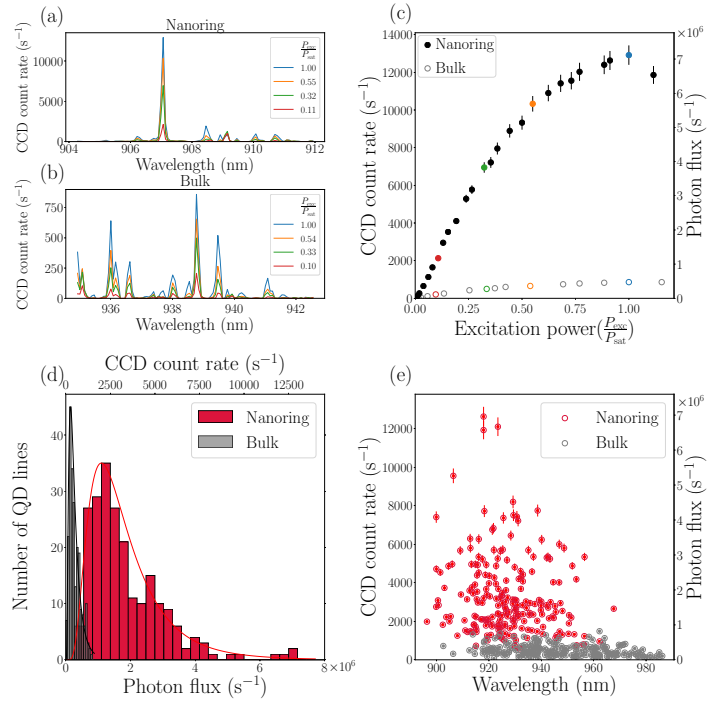 (a)
Nanoring
CCD count rate (s⁻¹)
10000
5000
0
904
906
908
910
912
Wavelength (nm)
P_exc/P_sat
1.00
0.55
0.32
0.11
(b)
Bulk
CCD count rate (s⁻¹)
750
500
250
0
936
938
940
942
Wavelength (nm)
P_exc/P_sat
1.00
0.54
0.33
0.10
(c)
Nanoring
Bulk
CCD count rate (s⁻¹)
14000
12000
10000
8000
6000
4000
2000
0
0.00
0.25
0.50
0.75
1.00
Excitation power(P_exc/P_sat)
×10⁶
7
6
5
4
3
2
1
0
Photon flux (s⁻¹)
(d)
CCD count rate (s⁻¹)
0
2500
5000
7500
10000
12500
Nanoring
Bulk
Number of QD lines
40
30
20
10
0
2
4
6
8
×10⁶
Photon flux (s⁻¹)
(e)
Nanoring
Bulk
CCD count rate (s⁻¹)
12000
10000
8000
6000
4000
2000
0
900
920
940
960
980
Wavelength (nm)
×10⁶
7
6
5
4
3
2
1
0
Photon flux (s⁻¹)